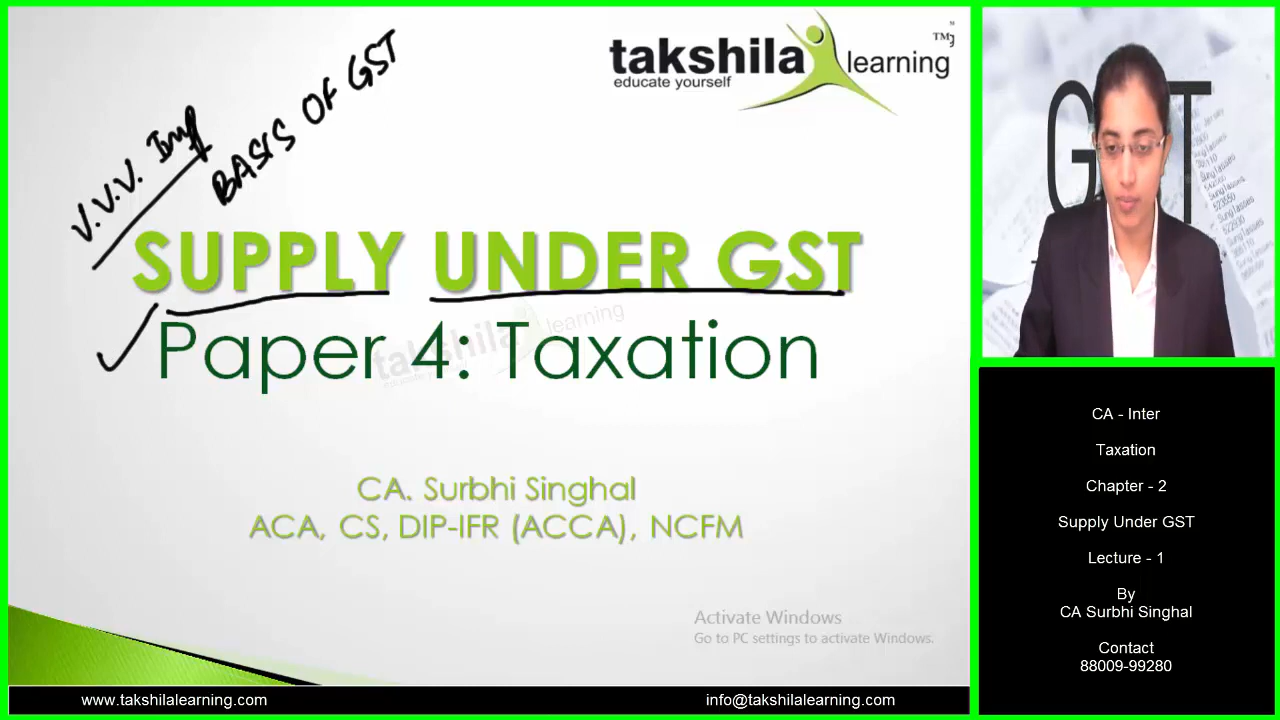 takshila learning TM
educate yourself
V.V.V. Imp
BASIS OF GST
SUPPLY UNDER GST
Paper 4: Taxation
takshila learning
CA. Surbhi Singhal
ACA, CS, DIP-IFR (ACCA), NCFM
Activate Windows
Go to PC settings to activate Windows.
www.takshilalearning.com
info@takshilalearning.com
G T
CA - Inter
Taxation
Chapter - 2
Supply Under GST
Lecture - 1
By
CA Surbhi Singhal
Contact
88009-99280